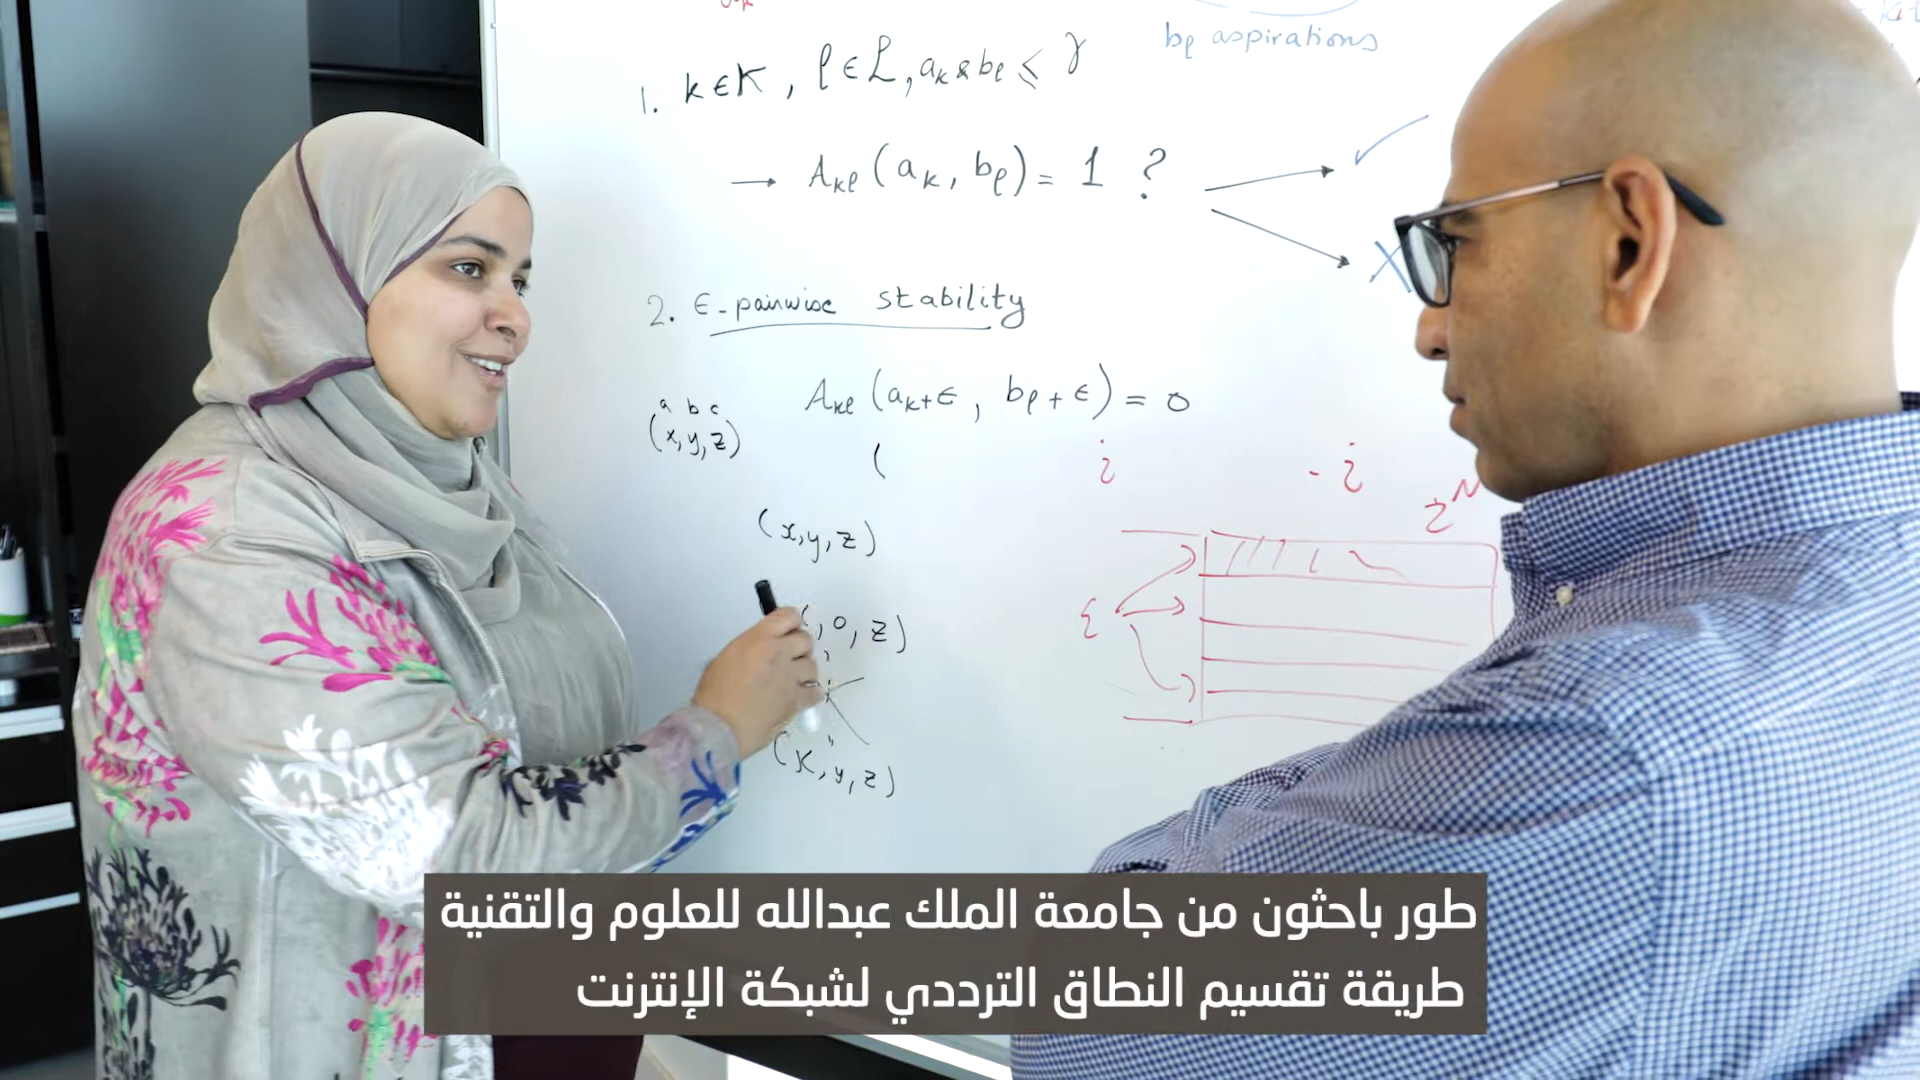 be aspirations
1. k ∈ K, l ∈ L, ak & bl ≤ γ
→ Akl (ak, bl) = 1 ?
2. ε-pairwise stability
Akl (ak+ε, bl+ε) = 0
a b c
(x, y, z)
(
i
-i
(x, y, z)
, 0, z)
(x, y, z)
طور باحثون من جامعة الملك عبدالله للعلوم والتقنية
طريقة تقسيم النطاق الترددي لشبكة الإنترنت